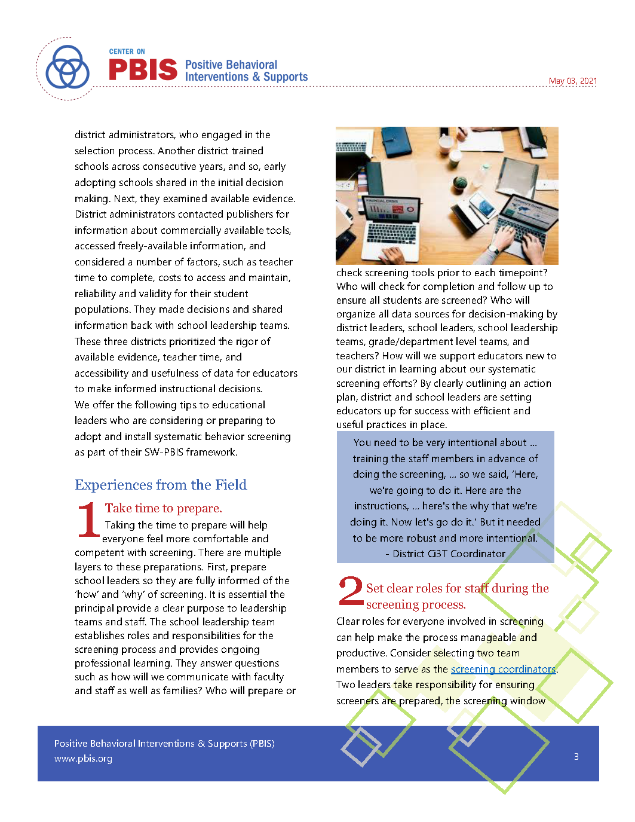 CENTER ON
PBIS Positive Behavioral
Interventions & Supports
May 03, 2021
district administrators, who engaged in the
selection process. Another district trained
schools across consecutive years, and so, early
adopting schools shared in the initial decision
making. Next, they examined available evidence.
District administrators contacted publishers for
information about commercially available tools,
accessed freely-available information, and
considered a number of factors, such as teacher
time to complete, costs to access and maintain,
reliability and validity for their student
populations. They made decisions and shared
information back with school leadership teams.
These three districts prioritized the rigor of
available evidence, teacher time, and
accessibility and usefulness of data for educators
to make informed instructional decisions.
We offer the following tips to educational
leaders who are considering or preparing to
adopt and install systematic behavior screening
as part of their SW-PBIS framework.
Experiences from the Field
1 Take time to prepare.
Taking the time to prepare will help
everyone feel more comfortable and
competent with screening. There are multiple
layers to these preparations. First, prepare
school leaders so they are fully informed of the
‘how’ and ‘why’ of screening. It is essential the
principal provide a clear purpose to leadership
teams and staff. The school leadership team
establishes roles and responsibilities for the
screening process and provides ongoing
professional learning. They answer questions
such as how will we communicate with faculty
and staff as well as families? Who will prepare or
check screening tools prior to each timepoint?
Who will check for completion and follow up to
ensure all students are screened? Who will
organize all data sources for decision-making by
district leaders, school leaders, school leadership
teams, grade/department level teams, and
teachers? How will we support educators new to
our district in learning about our systematic
screening efforts? By clearly outlining an action
plan, district and school leaders are setting
educators up for success with efficient and
useful practices in place.
You need to be very intentional about ...
training the staff members in advance of
doing the screening, ... so we said, ‘Here,
we're going to do it. Here are the
instructions, ... here's the why that we're
doing it. Now let's go do it.’ But it needed
to be more robust and more intentional.
- District Ci3T Coordinator
2 Set clear roles for staff during the
screening process.
Clear roles for everyone involved in screening
can help make the process manageable and
productive. Consider selecting two team
members to serve as the screening coordinators.
Two leaders take responsibility for ensuring
screeners are prepared, the screening window
Positive Behavioral Interventions & Supports (PBIS)
www.pbis.org
3